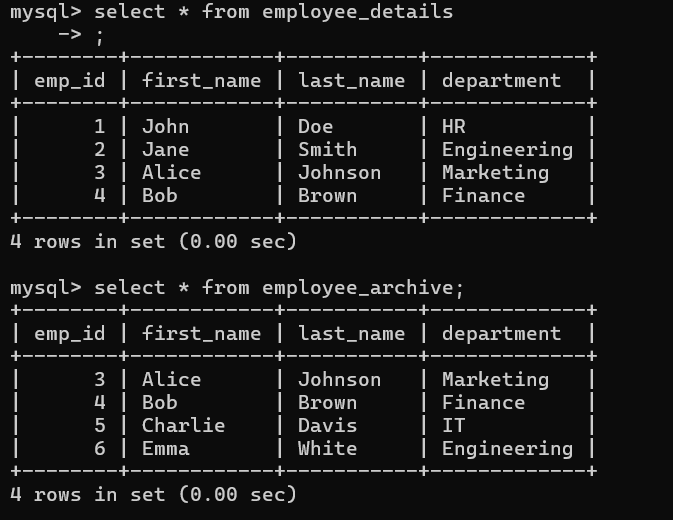 mysql> select * from employee_details
    -> ;
+--------+------------+-----------+-------------+
| emp_id | first_name | last_name | department  |
+--------+------------+-----------+-------------+
|      1 | John       | Doe       | HR          |
|      2 | Jane       | Smith     | Engineering |
|      3 | Alice      | Johnson   | Marketing   |
|      4 | Bob        | Brown     | Finance     |
+--------+------------+-----------+-------------+
4 rows in set (0.00 sec)

mysql> select * from employee_archive;
+--------+------------+-----------+-------------+
| emp_id | first_name | last_name | department  |
+--------+------------+-----------+-------------+
|      3 | Alice      | Johnson   | Marketing   |
|      4 | Bob        | Brown     | Finance     |
|      5 | Charlie    | Davis     | IT          |
|      6 | Emma       | White     | Engineering |
+--------+------------+-----------+-------------+
4 rows in set (0.00 sec)